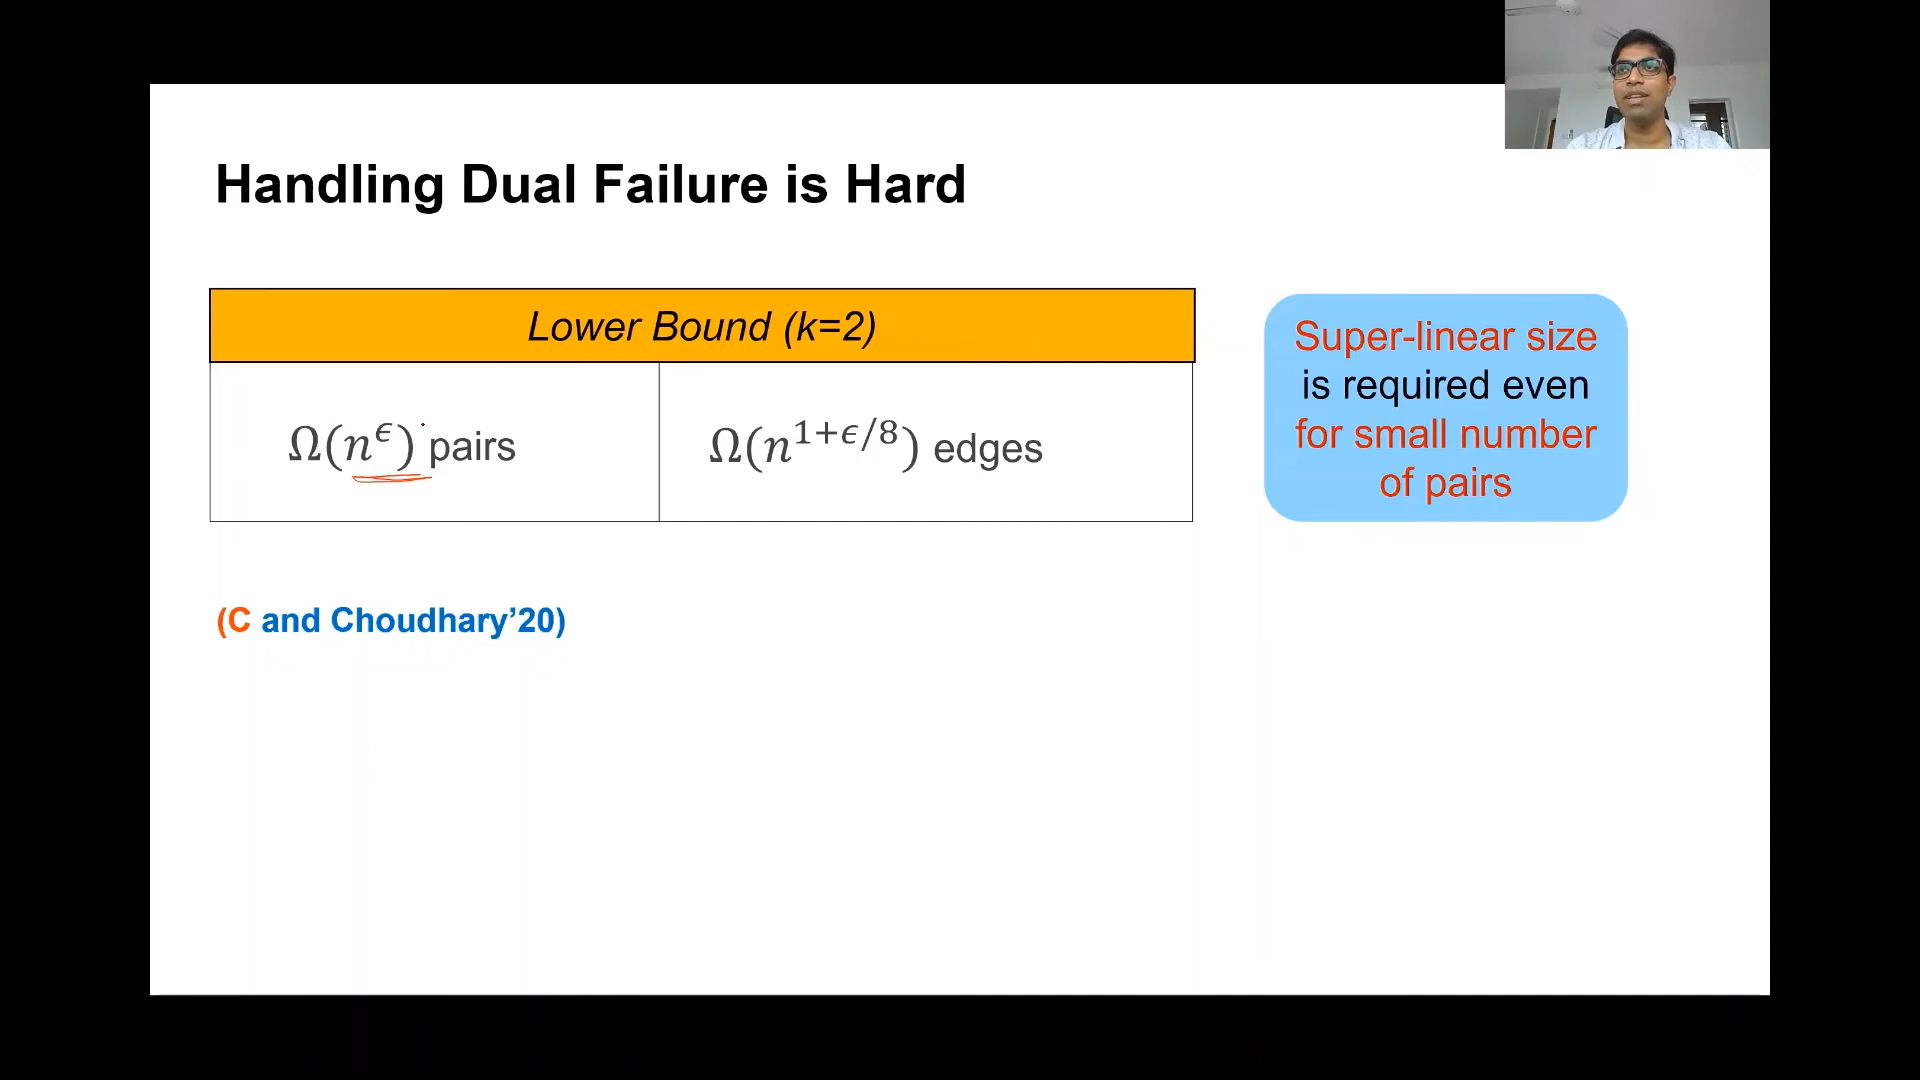 Handling Dual Failure is Hard
Lower Bound (k=2)
Ω(n^ϵ) pairs
Ω(n^{1+ϵ/8}) edges
Super-linear size
is required even
for small number
of pairs
(C and Choudhary’20)